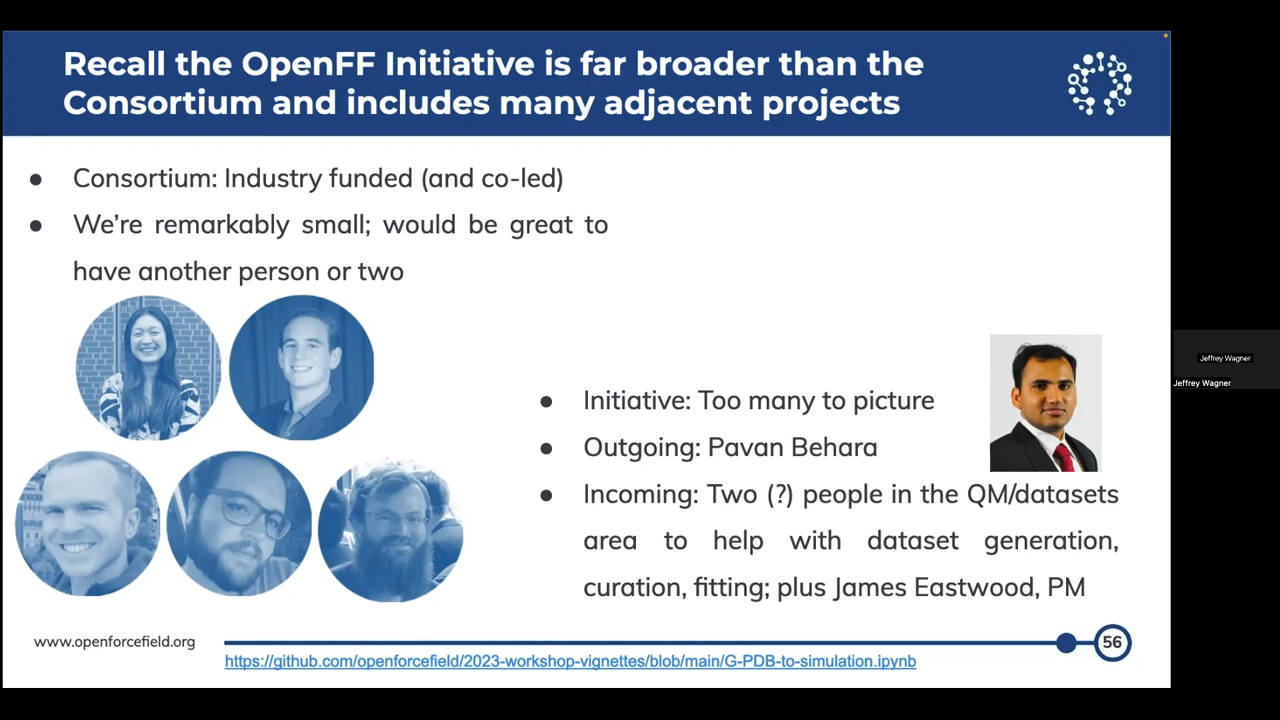 Recall the OpenFF Initiative is far broader than the
Consortium and includes many adjacent projects
● Consortium: Industry funded (and co-led)
● We're remarkably small; would be great to
have another person or two
● Initiative: Too many to picture
● Outgoing: Pavan Behara
● Incoming: Two (?) people in the QM/datasets
area to help with dataset generation,
curation, fitting; plus James Eastwood, PM
www.openforcefield.org
56
https://github.com/openforcefield/2023-workshop-vignettes/blob/main/G-PDB-to-simulation.ipynb
Jeffrey Wagner
Jeffrey Wagner